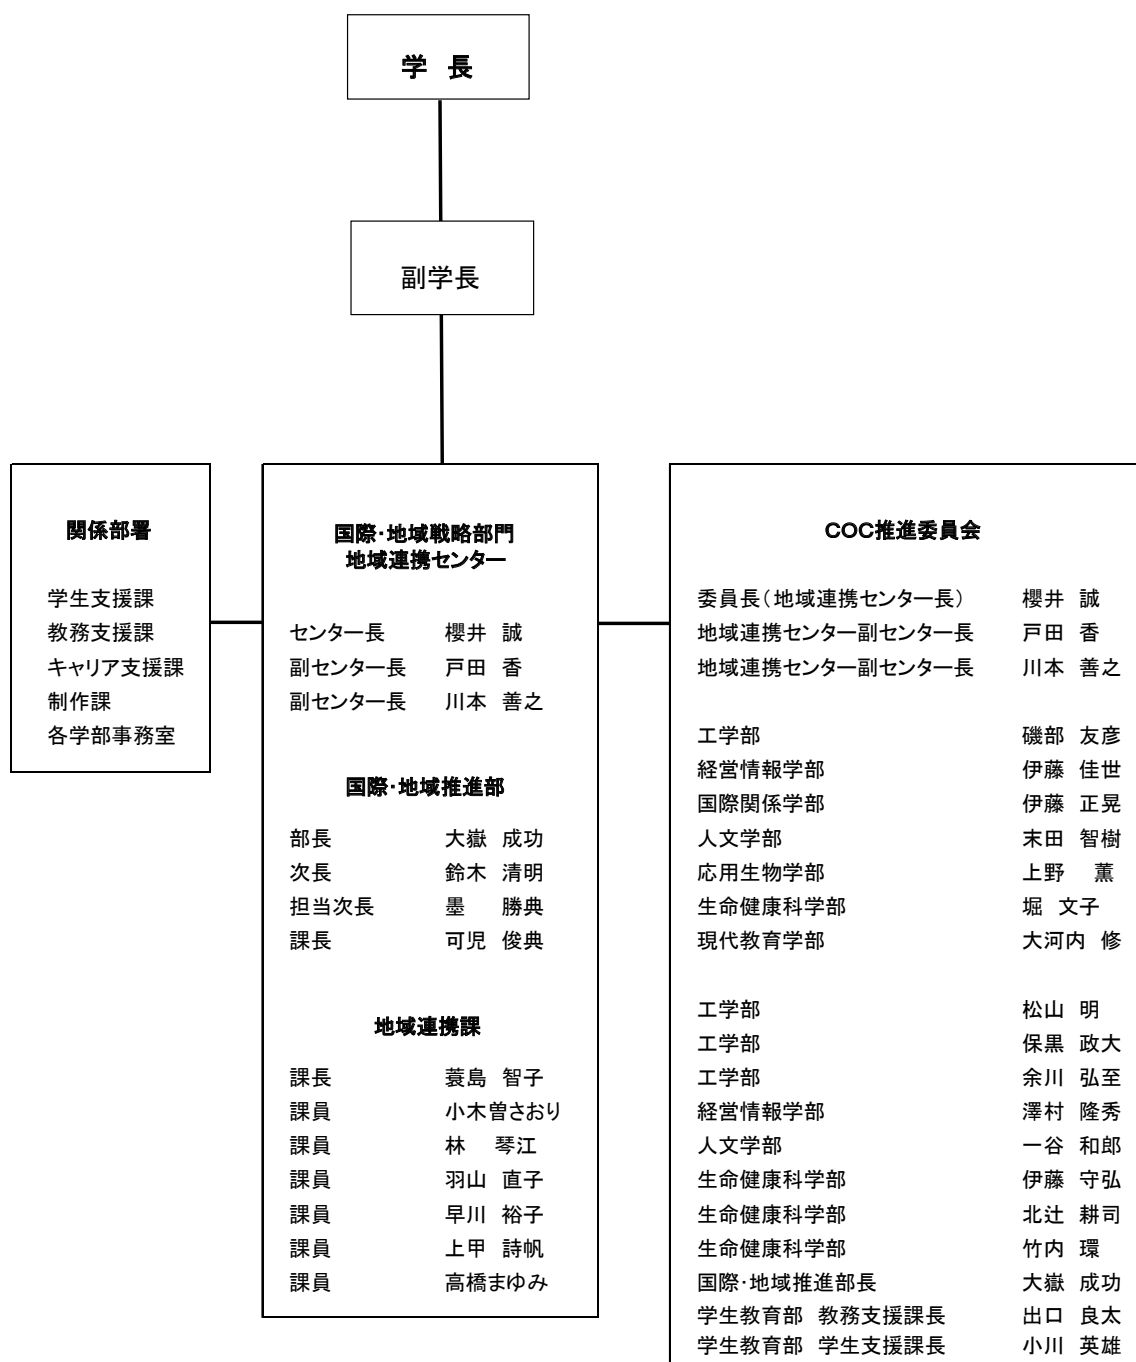 学 長
副学長
関係部署
学生支援課
教務支援課
キャリア支援課
制作課
各学部事務室
国際・地域戦略部門
地域連携センター
センター長 櫻井 誠
副センター長 戸田 香
副センター長 川本 善之
国際・地域推進部
部長 大嶽 成功
次長 鈴木 清明
担当次長 墨 勝典
課長 可児 俊典
地域連携課
課長 蓑島 智子
課員 小木曽さおり
課員 林 琴江
課員 羽山 直子
課員 早川 裕子
課員 上甲 詩帆
課員 高橋まゆみ
COC推進委員会
委員長（地域連携センター長） 櫻井 誠
地域連携センター副センター長 戸田 香
地域連携センター副センター長 川本 善之
工学部 磯部 友彦
経営情報学部 伊藤 佳世
国際関係学部 伊藤 正晃
人文学部 末田 智樹
応用生物学部 上野 薫
生命健康科学部 堀 文子
現代教育学部 大河内 修
工学部 松山 明
工学部 保黒 政大
工学部 余川 弘至
経営情報学部 澤村 隆秀
人文学部 一谷 和郎
生命健康科学部 伊藤 守弘
生命健康科学部 北辻 耕司
生命健康科学部 竹内 環
国際・地域推進部長 大嶽 成功
学生教育部 教務支援課長 出口 良太
学生教育部 学生支援課長 小川 英雄